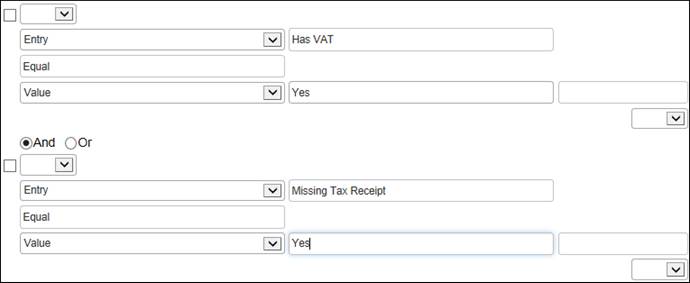 Entry Has VAT
Equal
Value Yes
And Or
Entry Missing Tax Receipt
Equal
Value Yes